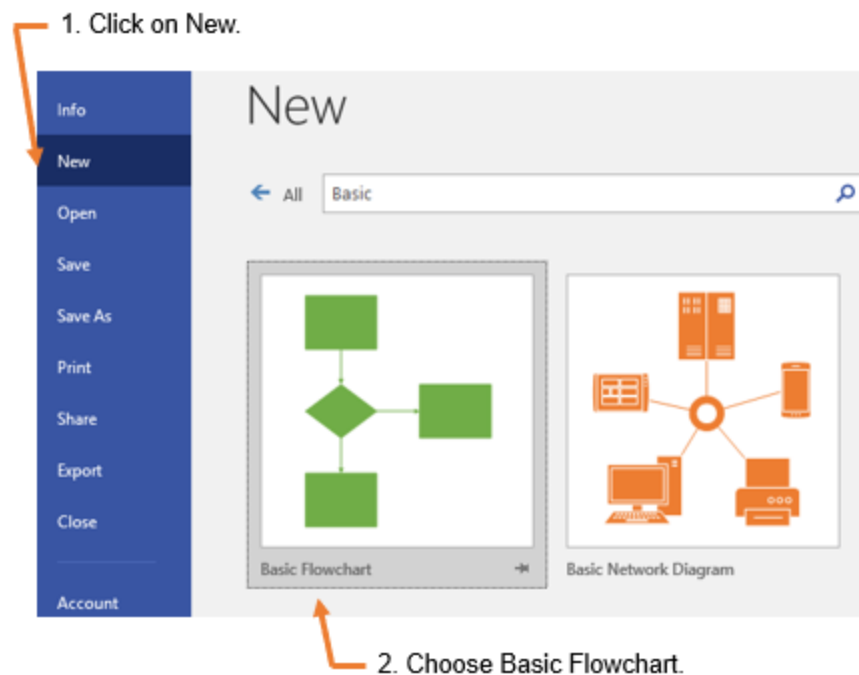 1. Click on New.
New
Info
New
Open
Save
Save As
Print
Share
Export
Close
Account
All
Basic
Basic Flowchart
Basic Network Diagram
2. Choose Basic Flowchart.